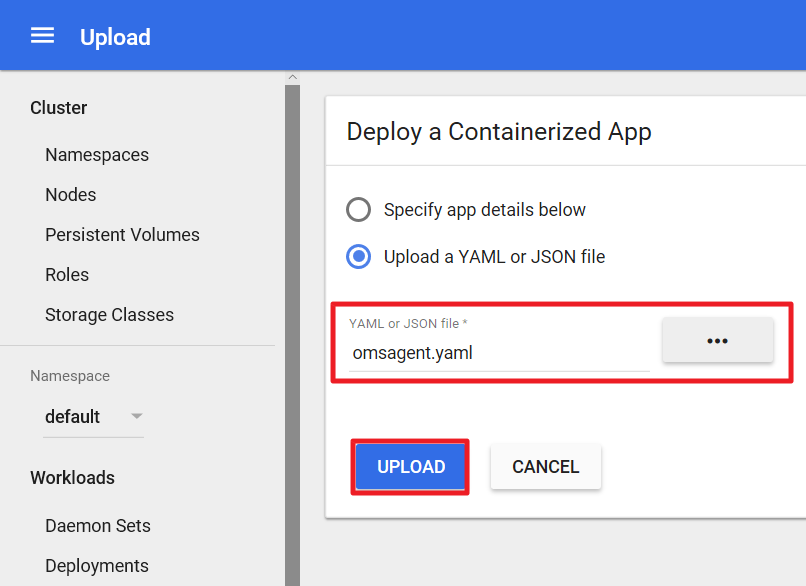 Upload
Cluster
Namespaces
Nodes
Persistent Volumes
Roles
Storage Classes
Namespace
default
Workloads
Daemon Sets
Deployments
Deploy a Containerized App
Specify app details below
Upload a YAML or JSON file
YAML or JSON file *
omsagent.yaml
•••
UPLOAD CANCEL